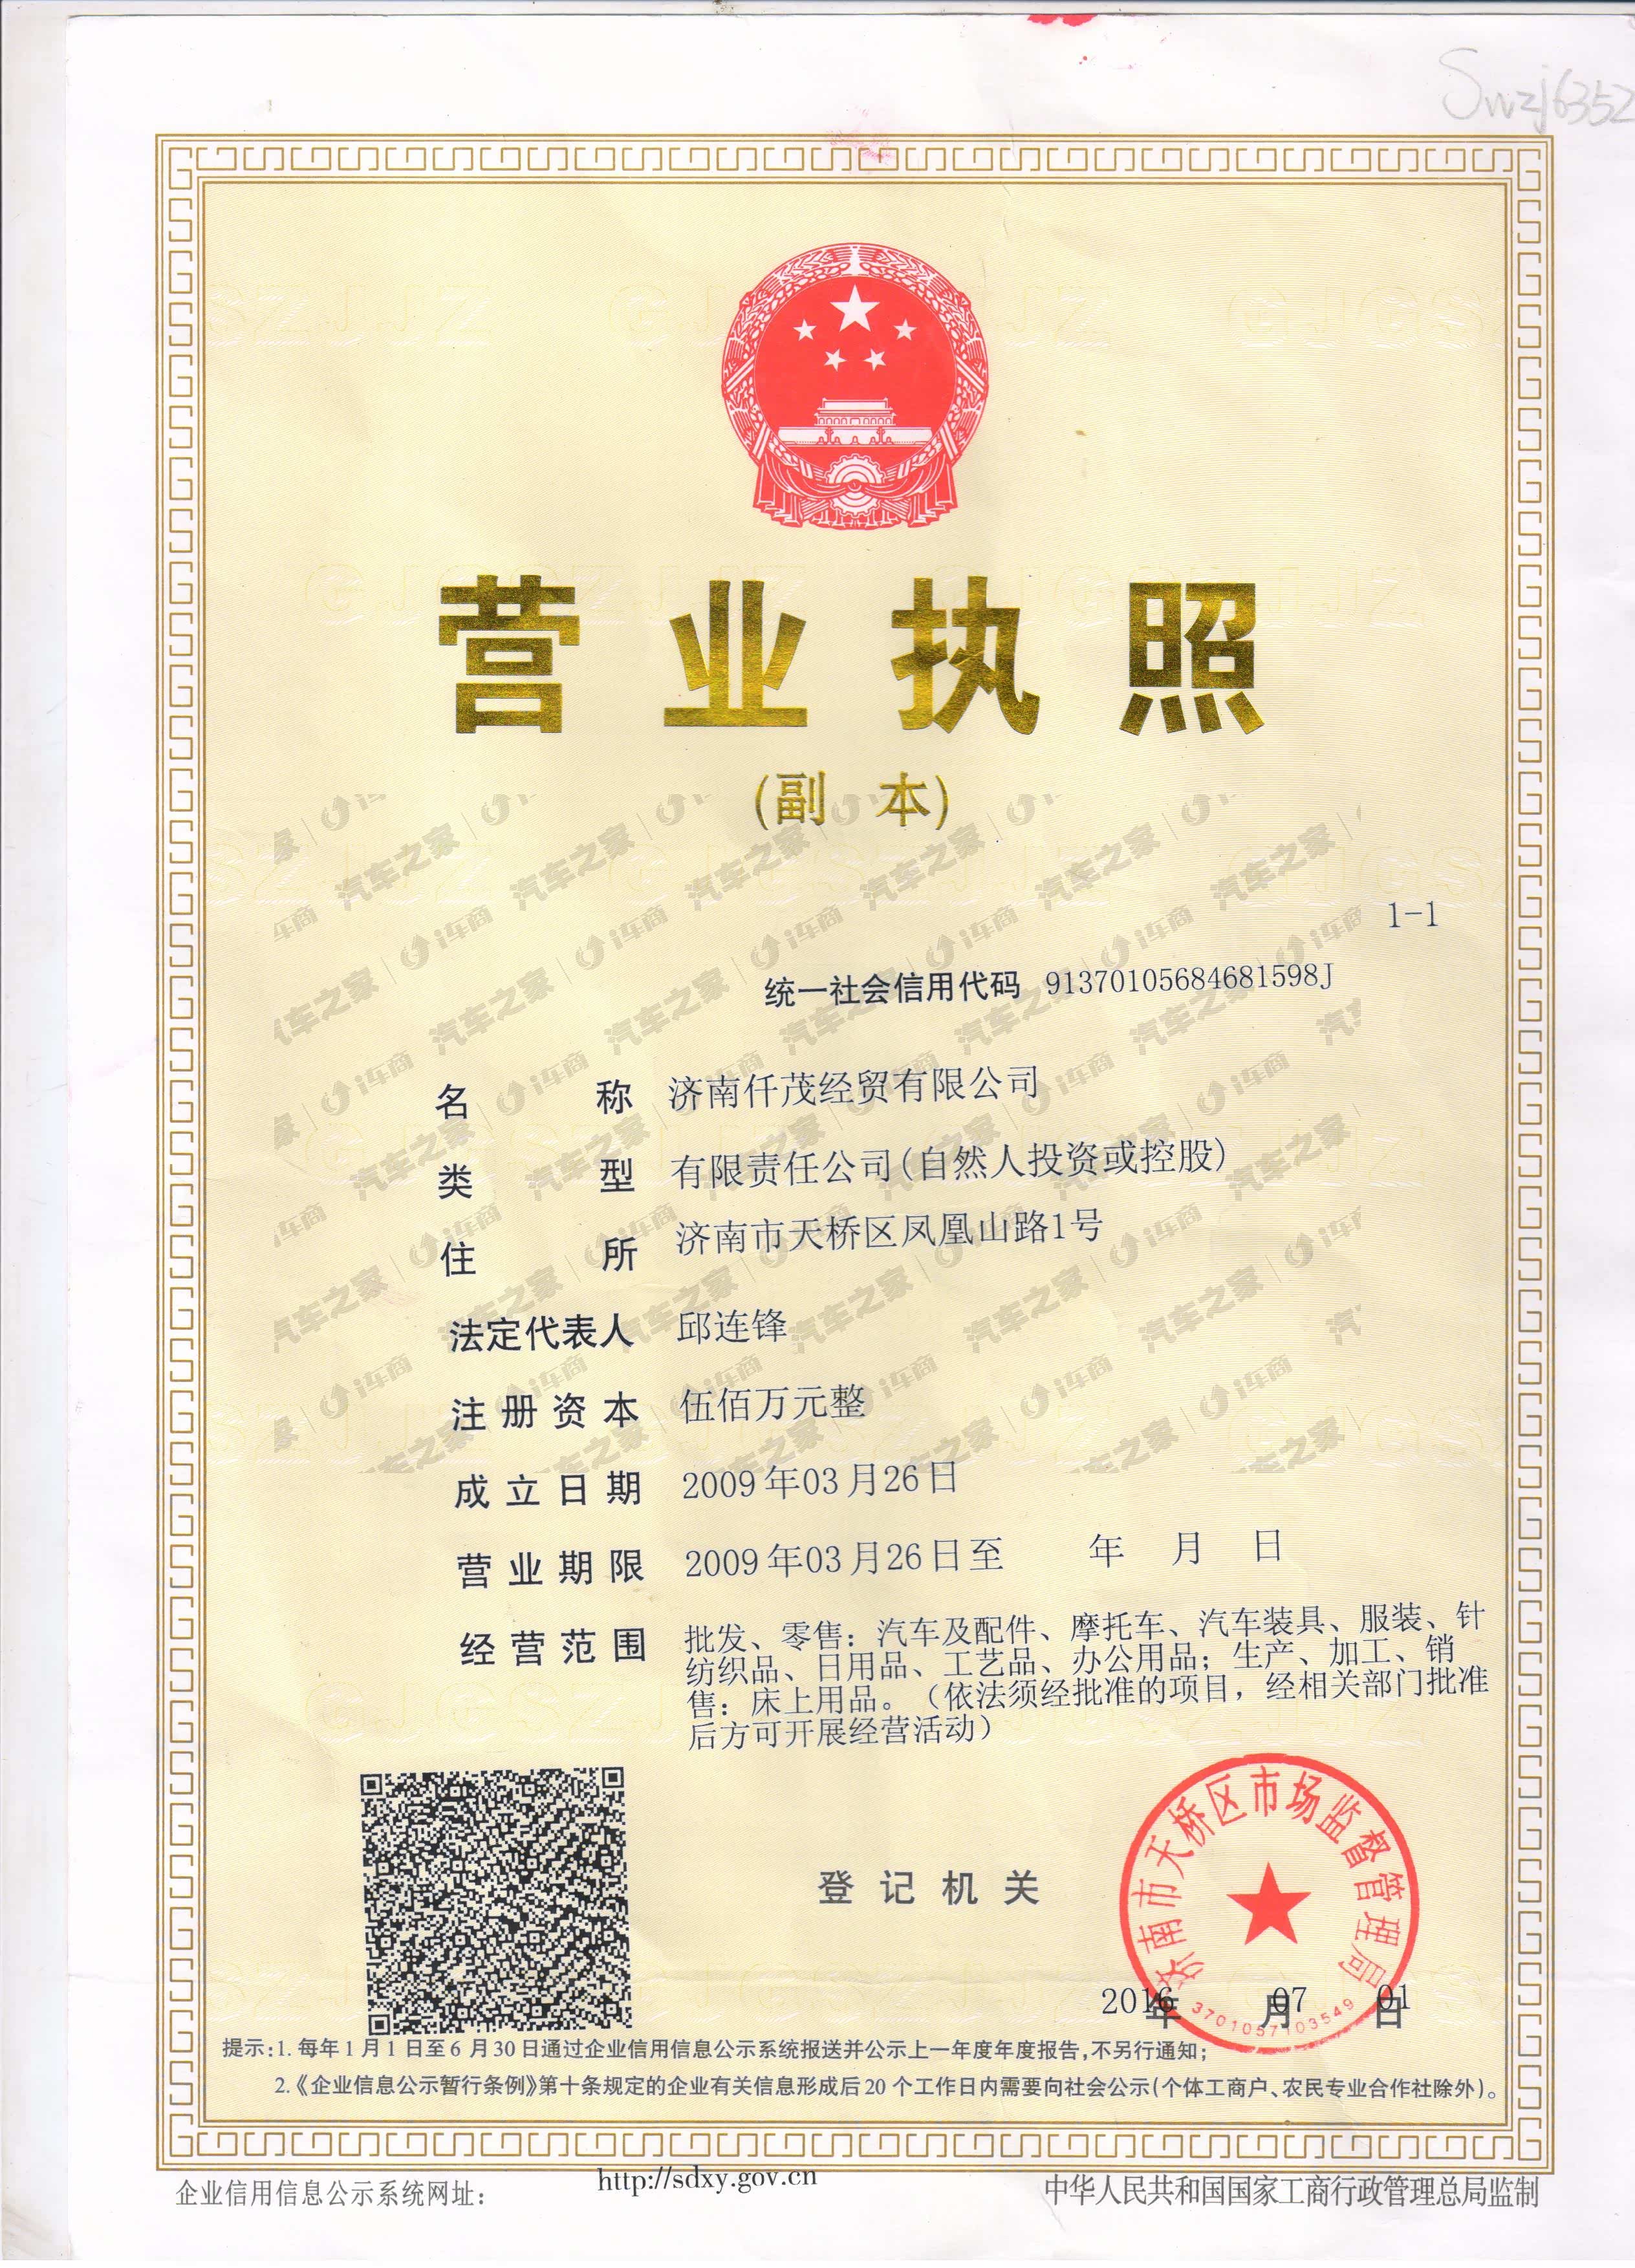 Swzj6352
营业执照
(副 本)
1-1
统一社会信用代码 91370105684681598J
名 称 济南仟茂经贸有限公司
类 型 有限责任公司(自然人投资或控股)
住 所 济南市天桥区凤凰山路1号
法定代表人 邱连锋
注册资本 伍佰万元整
成立日期 2009年03月26日
营业期限 2009年03月26日至 年 月 日
经营范围 批发、零售：汽车及配件、摩托车、汽车装具、服装、针
纺织品、日用品、工艺品、办公用品；生产、加工、销
售：床上用品。（依法须经批准的项目，经相关部门批准
后方可开展经营活动）
登记机关
济南市天桥区市场监督管理局
3701057103549
2016年 07月 01日
提示:1. 每年1月1日至6月30日通过企业信用信息公示系统报送并公示上一年度年度报告,不另行通知;
2.《企业信息公示暂行条例》第十条规定的企业有关信息形成后20个工作日内需要向社会公示(个体工商户、农民专业合作社除外)。
企业信用信息公示系统网址： http://sdxy.gov.cn 中华人民共和国国家工商行政管理总局监制
汽车之家 | i车商